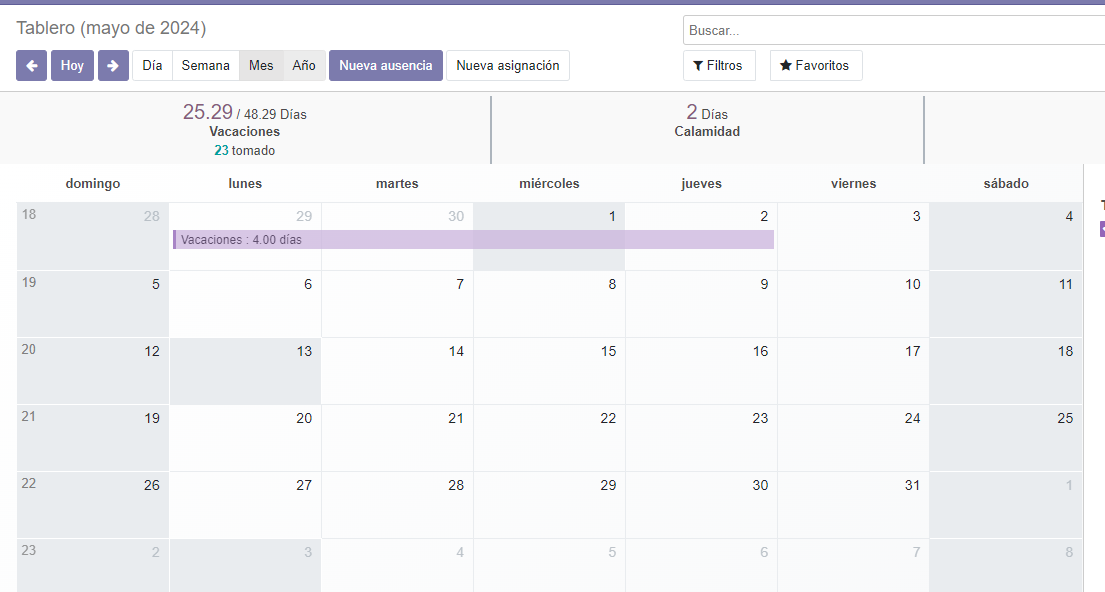 Tablero (mayo de 2024)
Buscar...
Hoy Día Semana Mes Año Nueva ausencia Nueva asignación Filtros Favoritos
25.29 / 48.29 Días
Vacaciones
23 tomado
2 Días
Calamidad
domingo lunes martes miércoles jueves viernes sábado
18 28 29 30 1 2 3 4
Vacaciones : 4.00 días
19 5 6 7 8 9 10 11
20 12 13 14 15 16 17 18
21 19 20 21 22 23 24 25
22 26 27 28 29 30 31 1
23 2 3 4 5 6 7 8